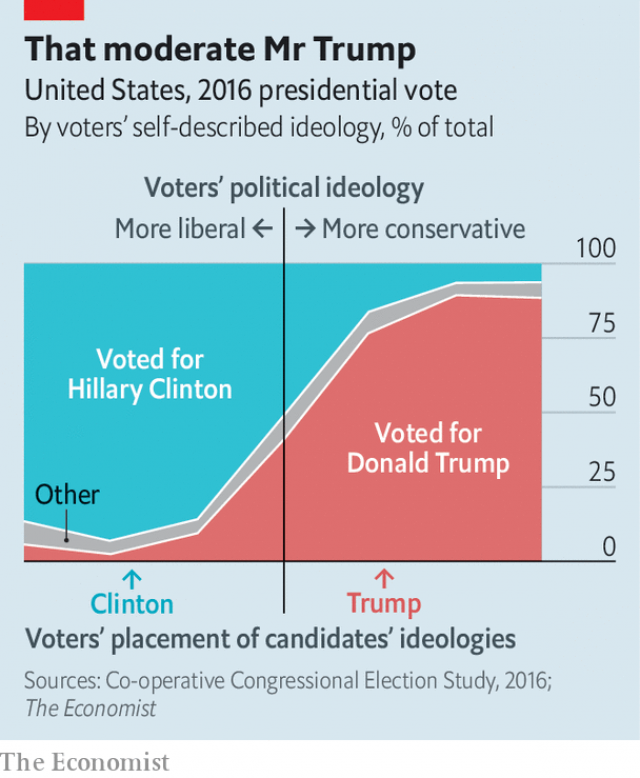 That moderate Mr Trump
United States, 2016 presidential vote
By voters’ self-described ideology, % of total
Voters’ political ideology
More liberal ← → More conservative
100
75
50
25
0
Voted for
Hillary Clinton
Voted for
Donald Trump
Other
↑ ↑
Clinton Trump
Voters’ placement of candidates’ ideologies
Sources: Co-operative Congressional Election Study, 2016;
The Economist
The Economist